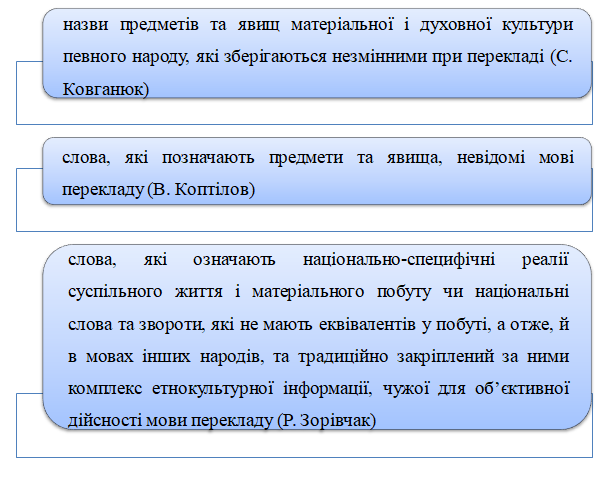 назви предметів та явищ матеріальної і духовної культури
певного народу, які зберігаються незмінними при перекладі (С.
Ковганюк)
слова, які позначають предмети та явища, невідомі мові
перекладу (В. Коптілов)
слова, які означають національно-специфічні реалії
суспільного життя і матеріального побуту чи національні
слова та звороти, які не мають еквівалентів у побуті, а отже, й
в мовах інших народів, та традиційно закріплений за ними
комплекс етнокультурної інформації, чужої для об’єктивної
дійсності мови перекладу (Р. Зорівчак)